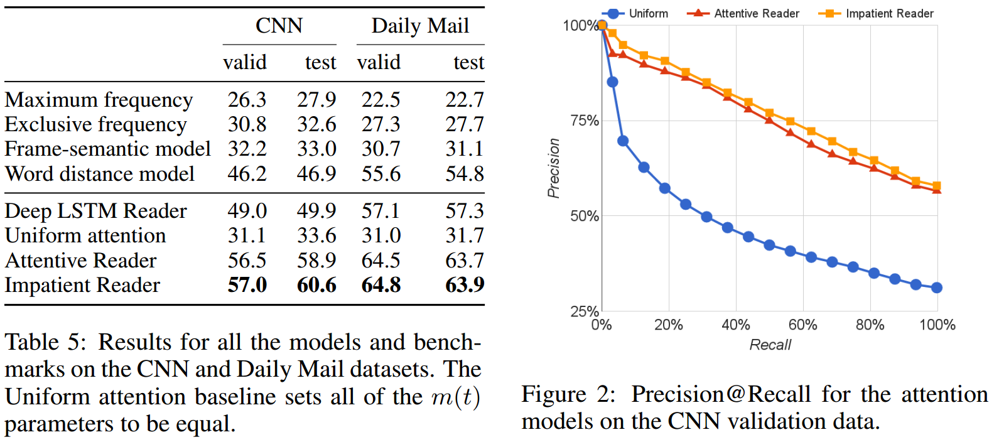 CNN Daily Mail
valid test valid test
Maximum frequency 26.3 27.9 22.5 22.7
Exclusive frequency 30.8 32.6 27.3 27.7
Frame-semantic model 32.2 33.0 30.7 31.1
Word distance model 46.2 46.9 55.6 54.8
Deep LSTM Reader 49.0 49.9 57.1 57.3
Uniform attention 31.1 33.6 31.0 31.7
Attentive Reader 56.5 58.9 64.5 63.7
Impatient Reader 57.0 60.6 64.8 63.9
Table 5: Results for all the models and bench-
marks on the CNN and Daily Mail datasets. The
Uniform attention baseline sets all of the m(t)
parameters to be equal.
Uniform Attentive Reader Impatient Reader
100%
75%
50%
25%
Precision
0% 20% 40% 60% 80% 100%
Recall
Figure 2: Precision@Recall for the attention
models on the CNN validation data.